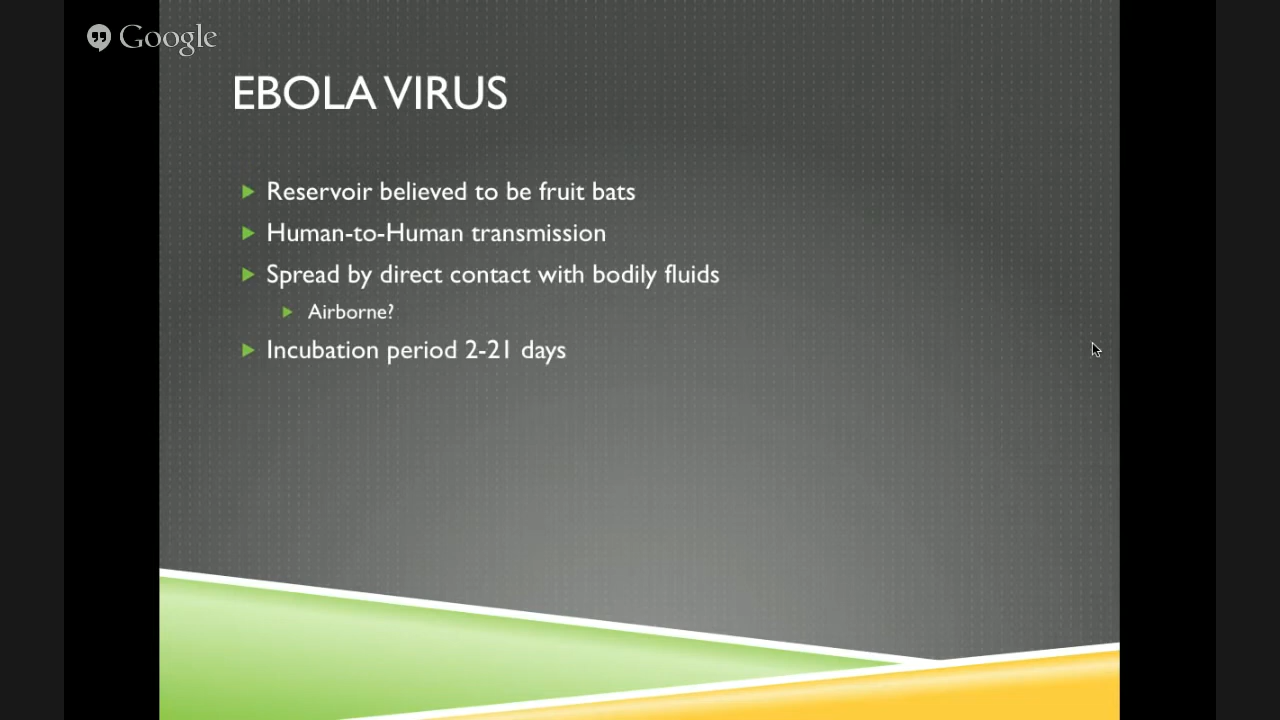 Google
EBOLA VIRUS
Reservoir believed to be fruit bats
Human-to-Human transmission
Spread by direct contact with bodily fluids
Airborne?
Incubation period 2-21 days